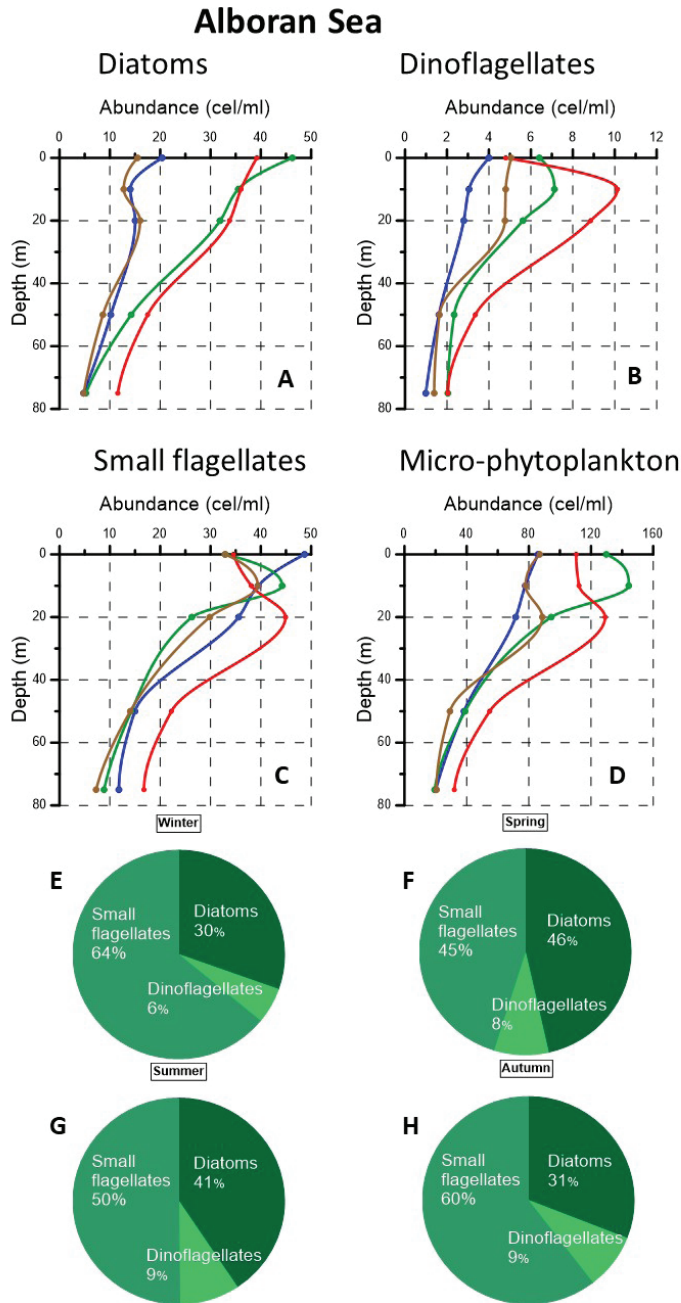 Alboran Sea
Diatoms
Abundance (cel/ml)
0 10 20 30 40 50
0
20
40
60
80
Depth (m)
A
Dinoflagellates
Abundance (cel/ml)
0 2 4 6 8 10 12
0
20
40
60
80
Depth (m)
B
Small flagellates
Abundance (cel/ml)
0 10 20 30 40 50
0
20
40
60
80
Depth (m)
C
Micro-phytoplankton
Abundance (cel/ml)
0 40 80 120 160
0
20
40
60
80
Depth (m)
D
Winter
E
Small
flagellates
64%
Diatoms
30%
Dinoflagellates
6%
Spring
F
Small
flagellates
45%
Diatoms
46%
Dinoflagellates
8%
Summer
G
Small
flagellates
50%
Diatoms
41%
Dinoflagellates
9%
Autumn
H
Small
flagellates
60%
Diatoms
31%
Dinoflagellates
9%